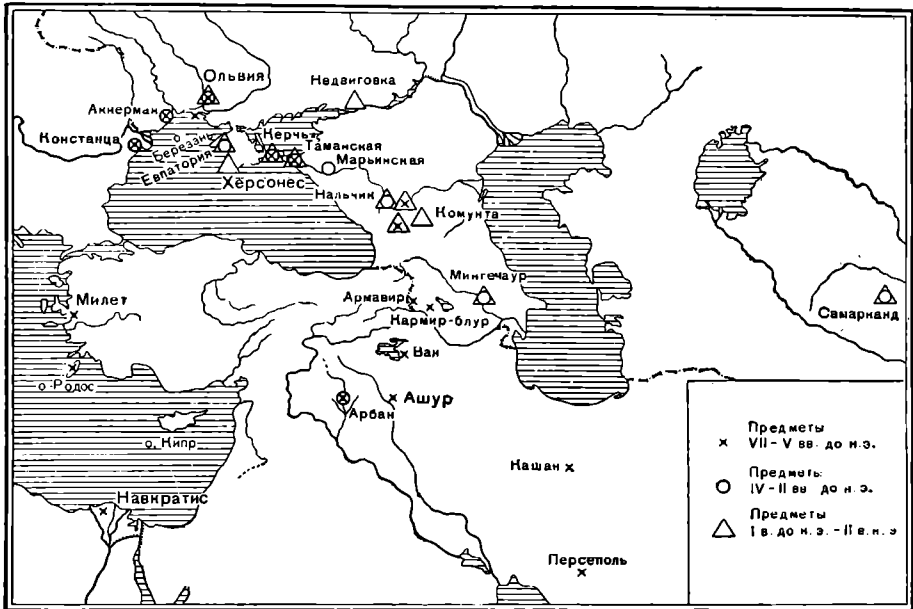 Ольвия
Аккерман
Недвиговка
Констанца
о. Березань
Керчь
Евпатория
Таманская
Марьинская
Херсонес
Нальчик
Комунта
Мингечаур
Милет
Армавир
Кармир-блур
Самарканд
Ван
о. Родос
Ашур
Арбан
о. Кипр
Кашан
Навкратис
Персеполь
Предметы
VII-V вв. до н.э.
Предметы
IV-II вв. до н.э.
Предметы
I в. до н.э. - II в. н.э